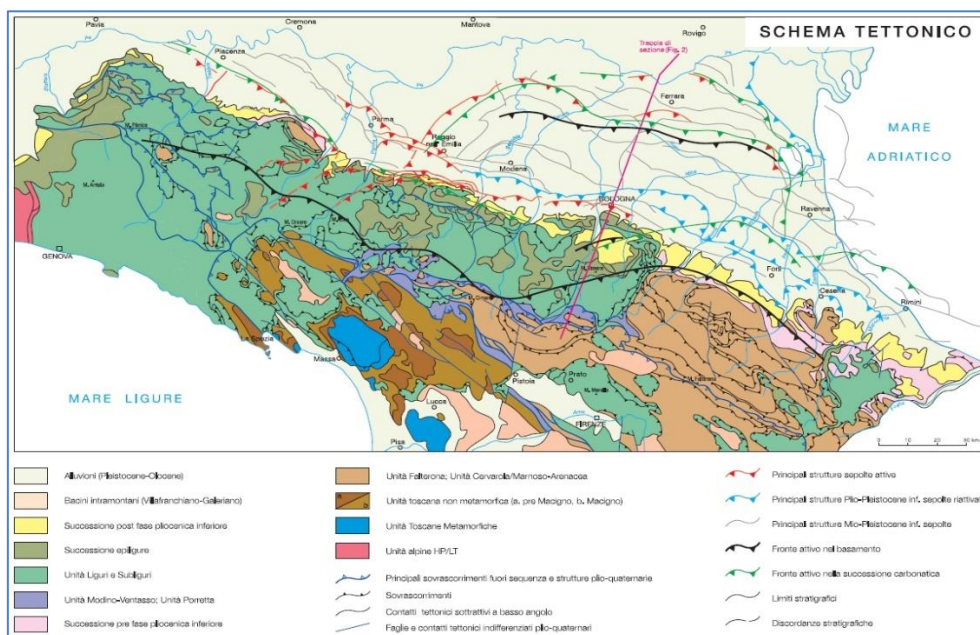 SCHEMA TETTONICO
Pavia
Cremona
Mantova
Rovigo
Piacenza
Traccia di
sezione (Fig. 2)
Ferrara
Parma
Reggio
nell' Emilia
Modena
BOLOGNA
MARE
ADRIATICO
Ravenna
GENOVA
Forlì
Cesena
Rimini
La Spezia
Massa
Pistoia
Prato
Lucca
FIRENZE
Pisa
MARE LIGURE
0 20 40 km
Alluvioni (Pleistocene-Olocene)
Bacini intramontani (Villafranchiano-Galeriano)
Successione post fase pliocenica inferiore
Successione epiligure
Unità Liguri e Subliguri
Unità Modino-Ventasso; Unità Porretta
Successione pre fase pliocenica inferiore
Unità Falterona; Unità Cervarola/Marnoso-Arenacea
Unità toscana non metamorfica (a. pre Macigno, b. Macigno)
Unità Toscane Metamorfiche
Unità alpine HP/LT
Principali sovrascorrimenti fuori sequenza e strutture plio-quaternarie
Sovrascorrimenti
Contatti tettonici sottrattivi a basso angolo
Faglie e contatti tettonici indifferenziati plio-quaternari
Principali strutture sepolte attive
Principali strutture Plio-Pleistocene inf. sepolte riattivate
Principali strutture Mio-Pleistocene inf. sepolte
Fronte attivo nel basamento
Fronte attivo nella successione carbonatica
Limiti stratigrafici
Discordanze stratigrafiche